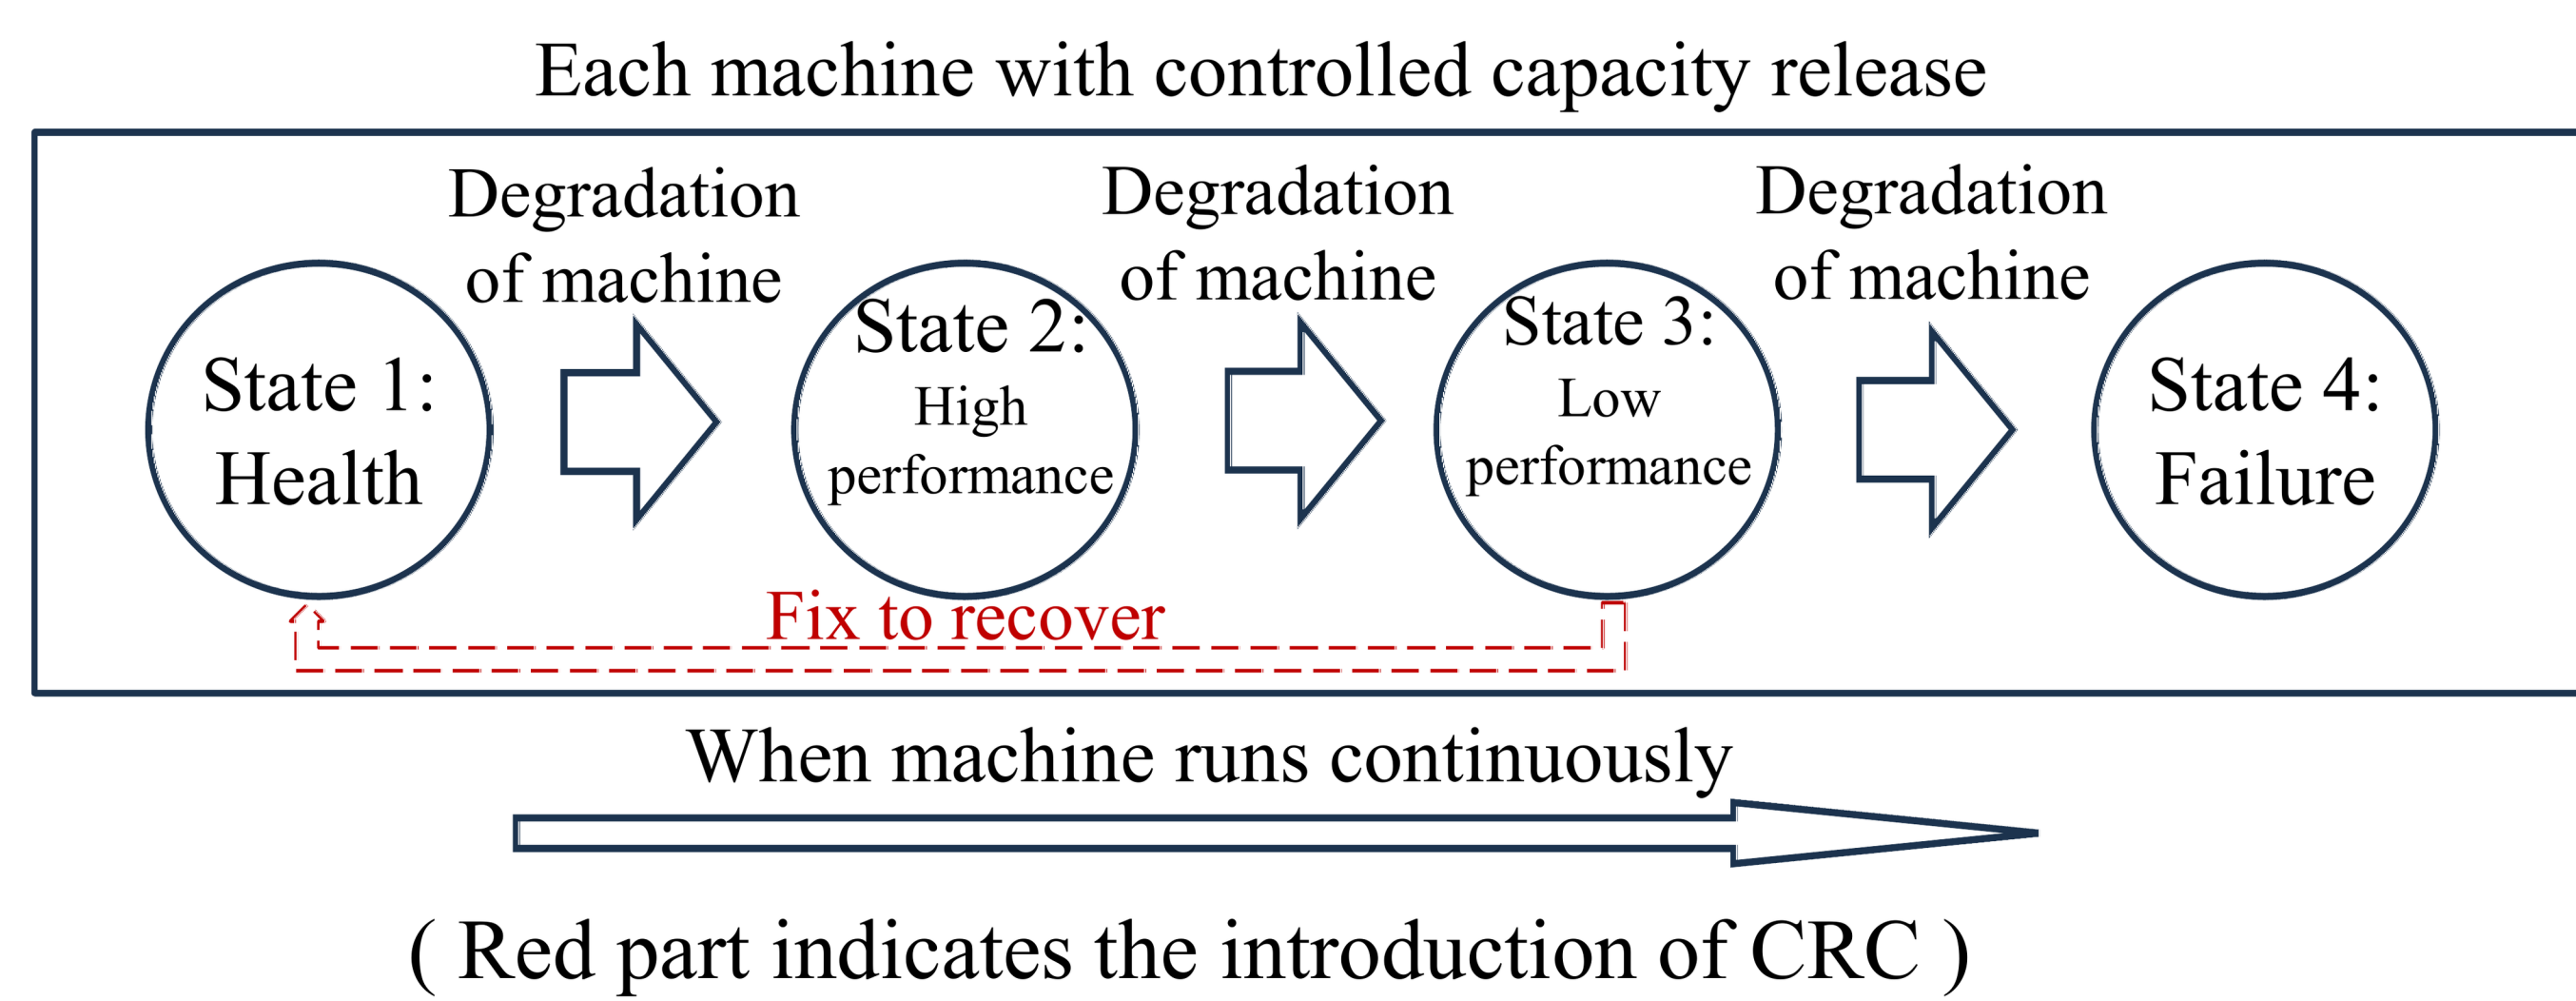 Each machine with controlled capacity release
Degradation
of machine
Degradation
of machine
Degradation
of machine
State 1:
Health
State 2:
High
performance
State 3:
Low
performance
State 4:
Failure
Fix to recover
When machine runs continuously
( Red part indicates the introduction of CRC )